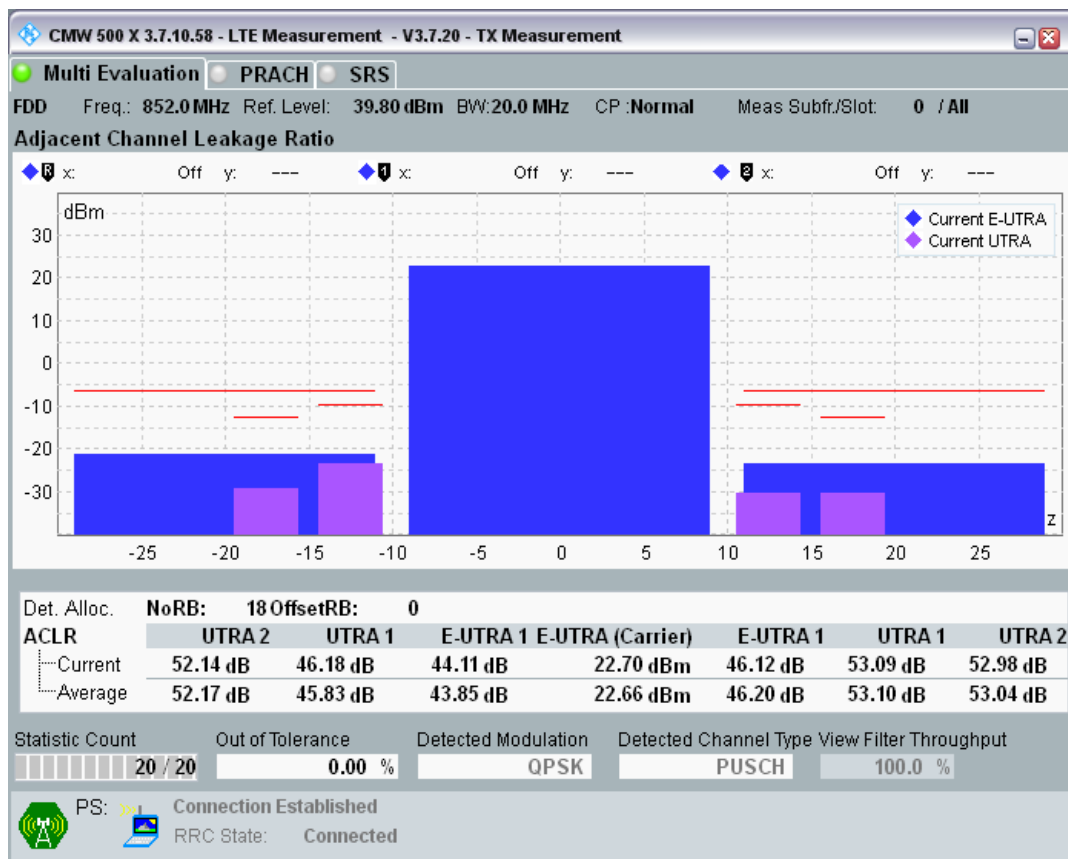 CMW 500 X 3.7.10.58 - LTE Measurement - V3.7.20 - TX Measurement
Multi Evaluation PRACH SRS
FDD Freq.: 852.0 MHz Ref. Level: 39.80 dBm BW: 20.0 MHz CP : Normal Meas Subfr./Slot: 0 / All
Adjacent Channel Leakage Ratio
R x: Off y: --- 1 x: Off y: --- 2 x: Off y: ---
dBm
Current E-UTRA
Current UTRA
30
20
10
0
-10
-20
-30
z
-25 -20 -15 -10 -5 0 5 10 15 20 25
Det. Alloc. NoRB: 18 OffsetRB: 0
ACLR UTRA 2 UTRA 1 E-UTRA 1 E-UTRA (Carrier) E-UTRA 1 UTRA 1 UTRA 2
Current 52.14 dB 46.18 dB 44.11 dB 22.70 dBm 46.12 dB 53.09 dB 52.98 dB
Average 52.17 dB 45.83 dB 43.85 dB 22.66 dBm 46.20 dB 53.10 dB 53.04 dB
Statistic Count Out of Tolerance Detected Modulation Detected Channel Type View Filter Throughput
20 / 20 0.00 % QPSK PUSCH 100.0 %
PS: Connection Established
RRC State: Connected